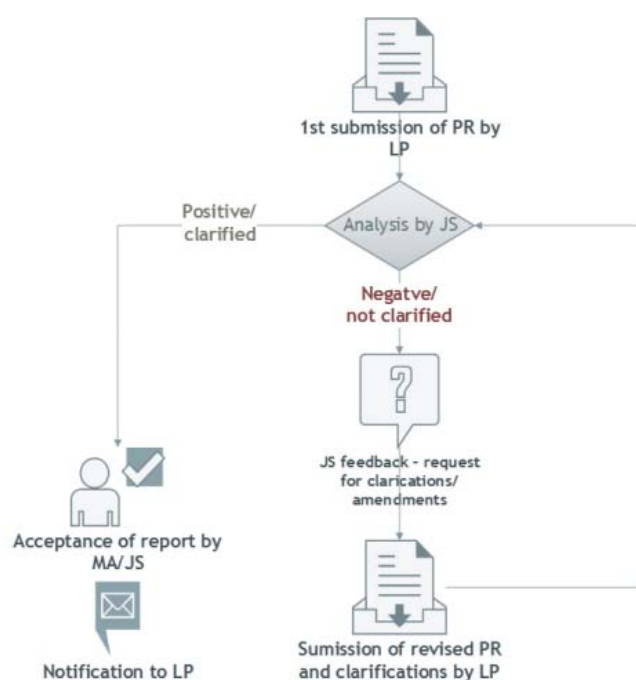 1st submission of PR by
LP
Analysis by JS
Positive/
clarified
Negatve/
not clarified
JS feedback – request
for clarications/
amendments
Acceptance of report by
MA/JS
Notification to LP
Sumission of revised PR
and clarifications by LP